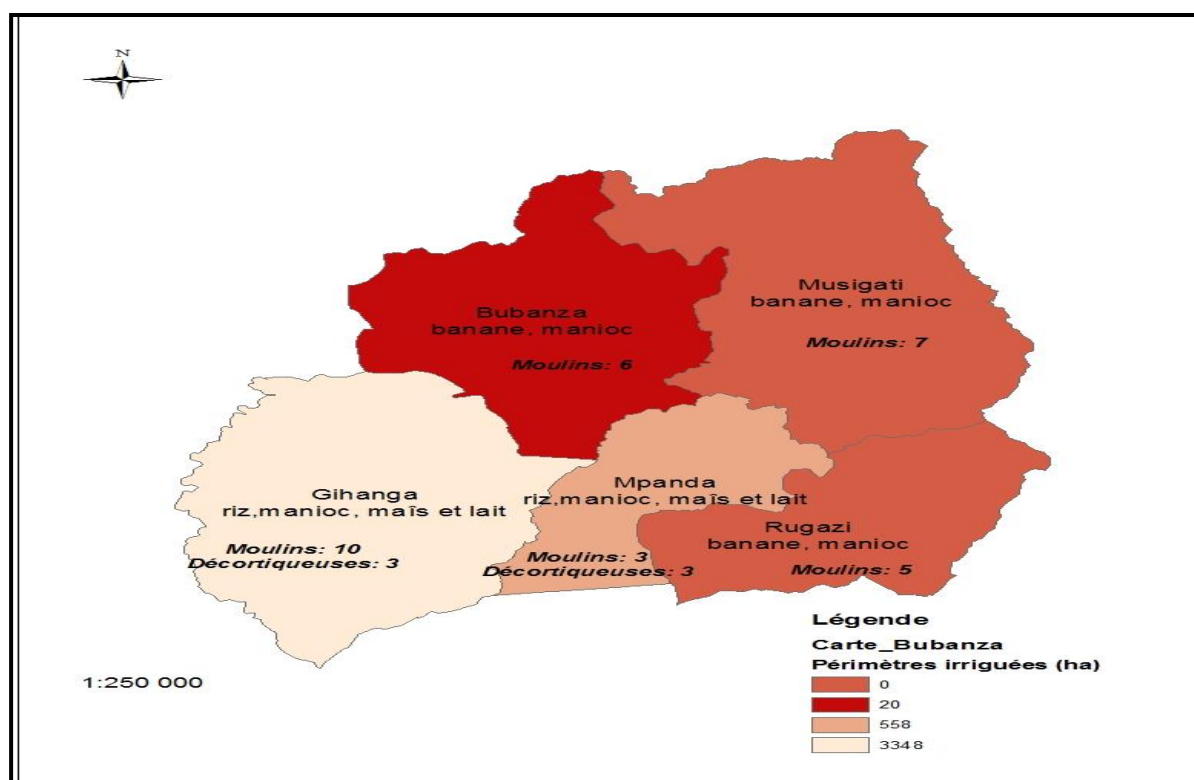 N
Musigati
banane, manioc
Moulins: 7
Bubanza
banane, manioc
Moulins: 6
Gihanga
riz,manioc, maîs et lait
Moulins: 10
Décortiqueuses: 3
Mpanda
riz,manioc, maîs et lait
Moulins: 3
Décortiqueuses: 3
Rugazi
banane, manioc
Moulins: 5
Légende
Carte_Bubanza
Périmètres irriguées (ha)
0
20
558
3348
1:250 000